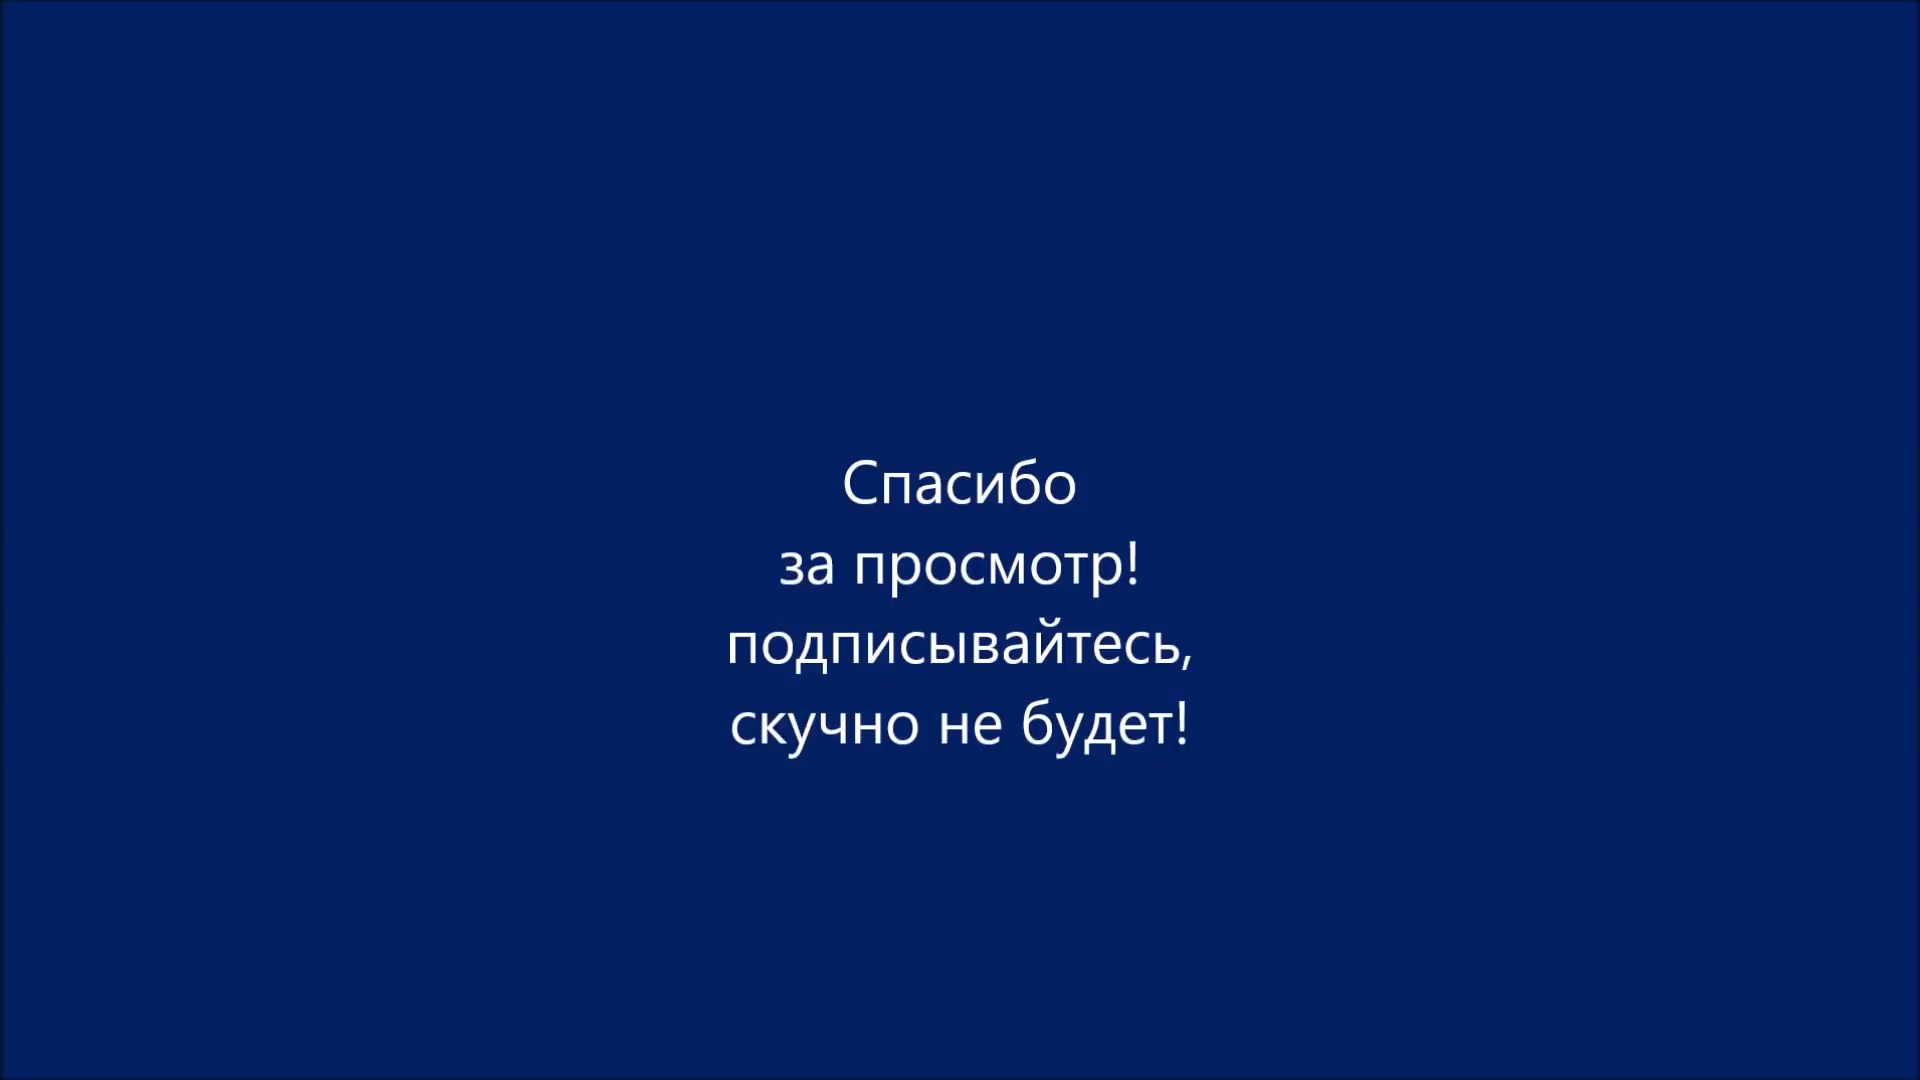 Спасибо
за просмотр!
подписывайтесь,
скучно не будет!